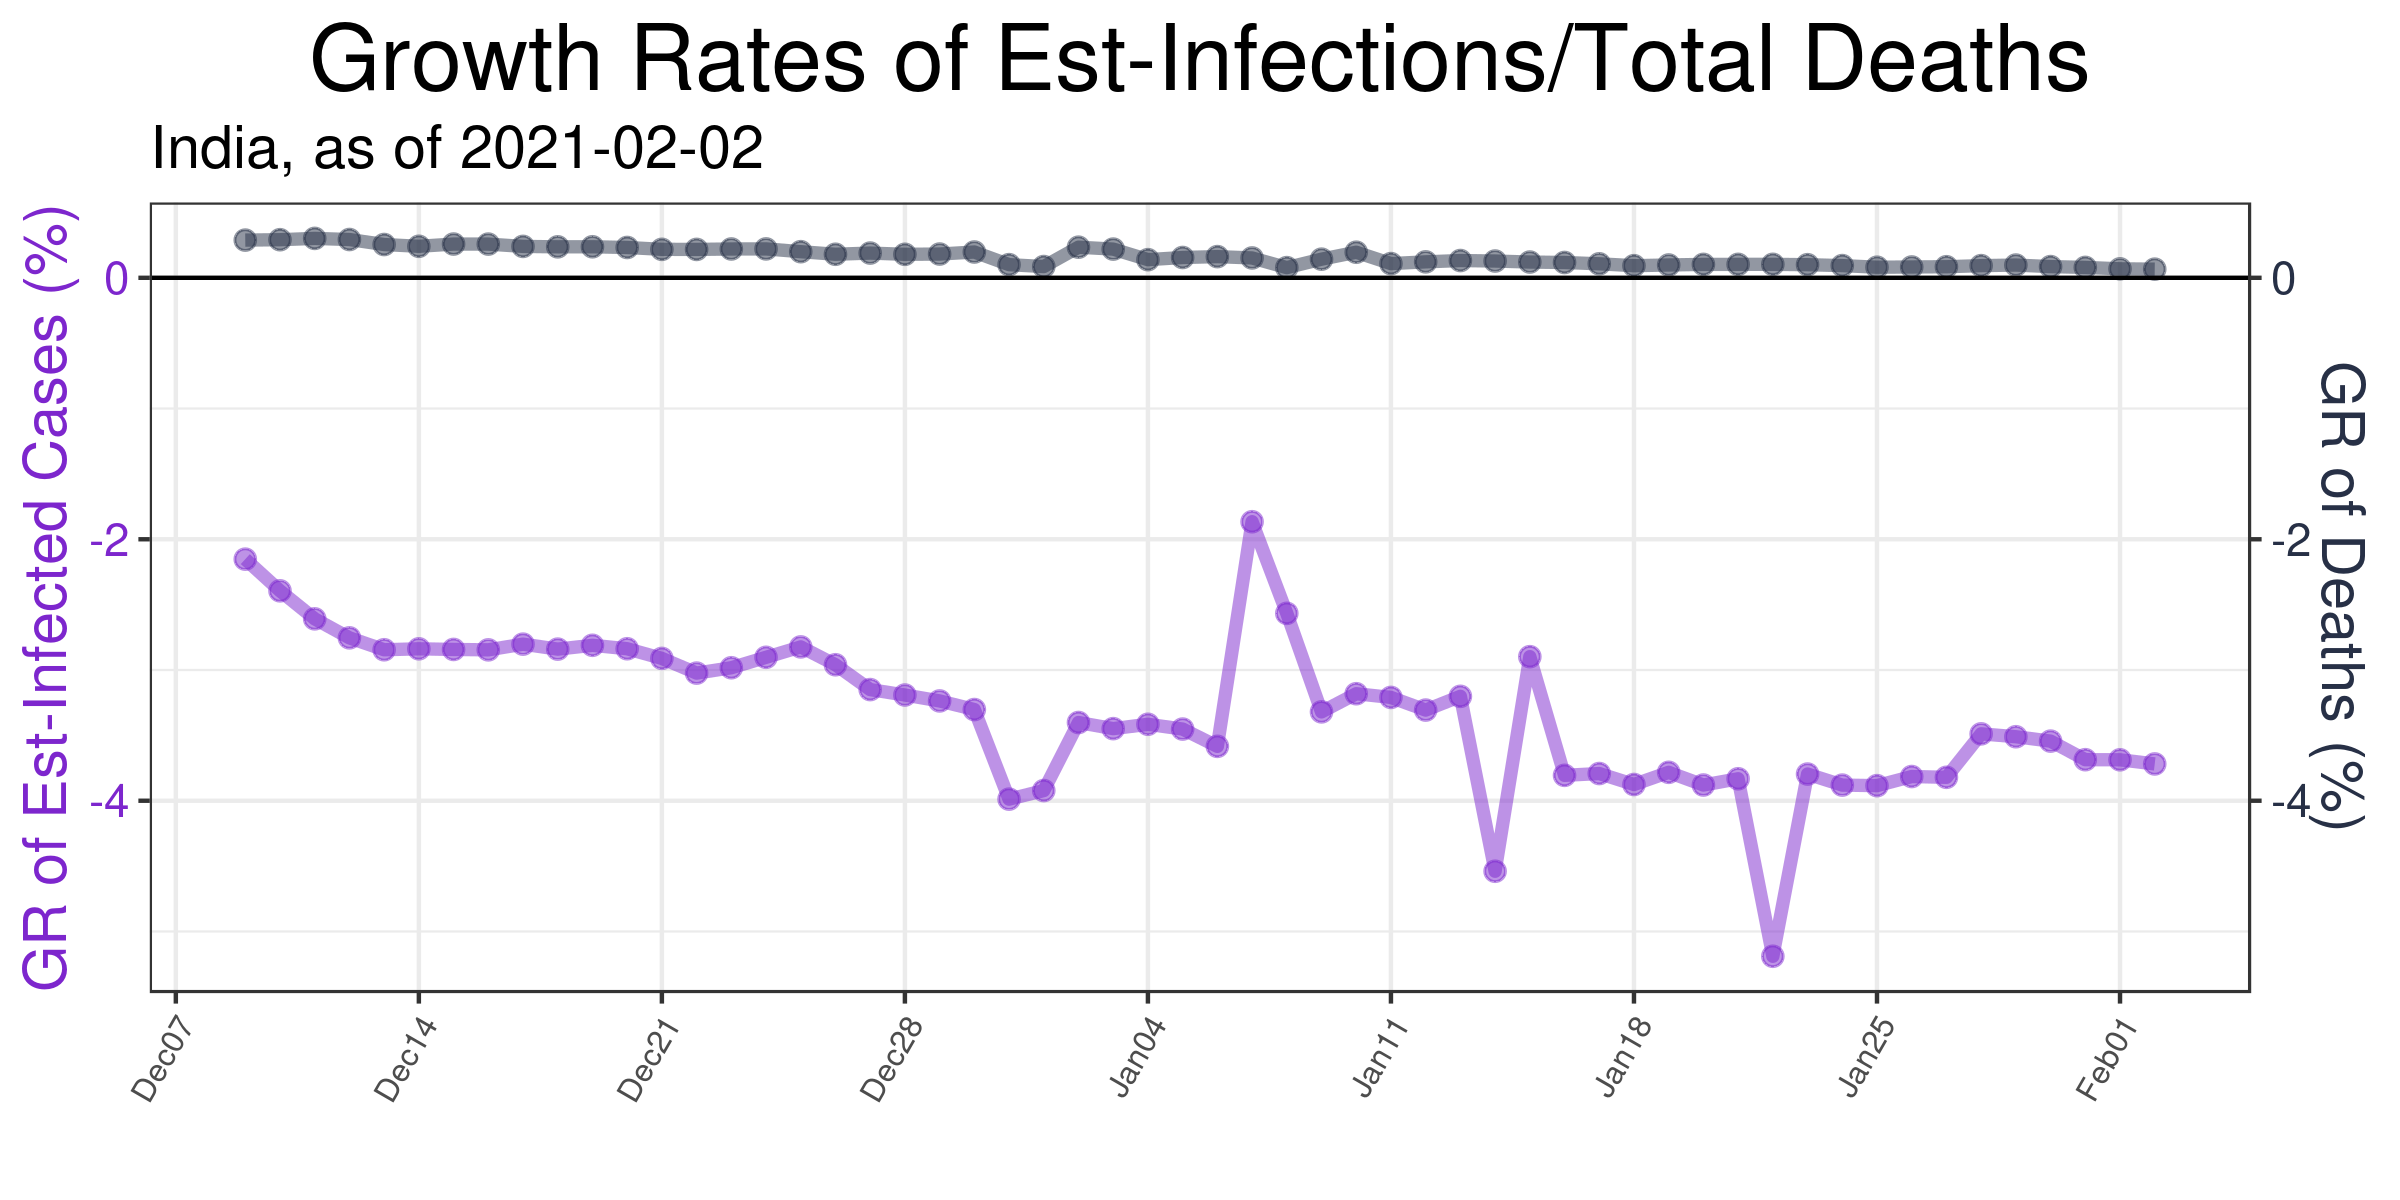 Growth Rates of Est-Infections/Total Deaths
India, as of 2021-02-02
GR of Est-Infected Cases (%)
0
-2
-4
0
-2
-4
GR of Deaths (%)
Dec07
Dec14
Dec21
Dec28
Jan04
Jan11
Jan18
Jan25
Feb01